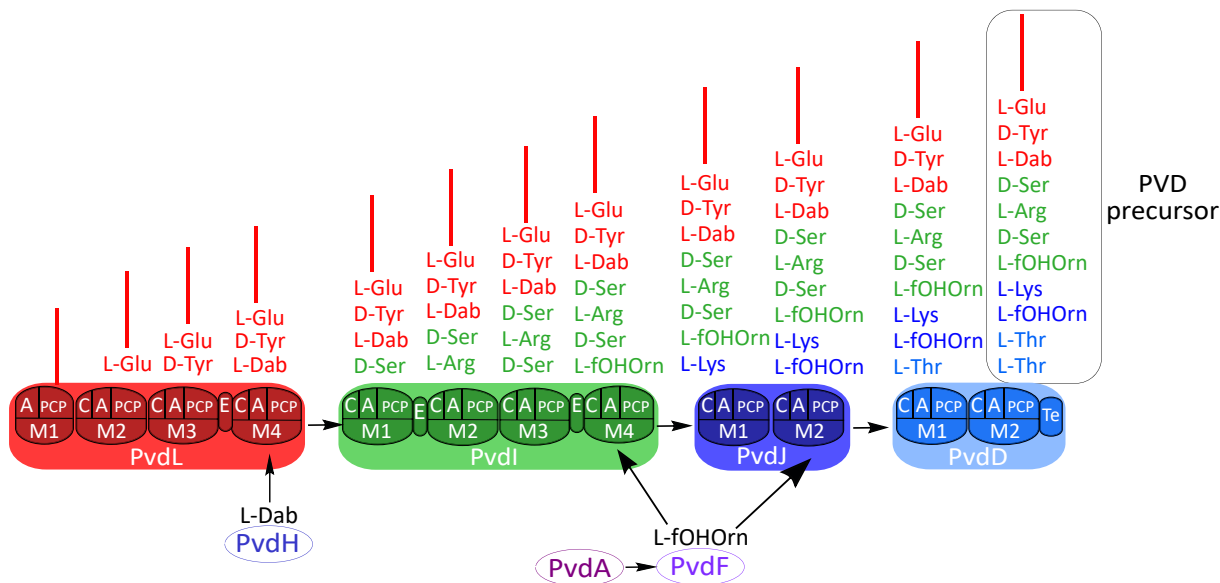 L-Glu
L-Glu
D-Tyr
L-Glu
D-Tyr
L-Dab
L-Glu
D-Tyr
L-Dab
D-Ser
L-Glu
D-Tyr
L-Dab
D-Ser
L-Arg
L-Glu
D-Tyr
L-Dab
D-Ser
L-Arg
D-Ser
L-Glu
D-Tyr
L-Dab
D-Ser
L-Arg
D-Ser
L-fOHOrn
L-Glu
D-Tyr
L-Dab
D-Ser
L-Arg
D-Ser
L-fOHOrn
L-Lys
L-Glu
D-Tyr
L-Dab
D-Ser
L-Arg
D-Ser
L-fOHOrn
L-Lys
L-fOHOrn
L-Glu
D-Tyr
L-Dab
D-Ser
L-Arg
D-Ser
L-fOHOrn
L-Lys
L-fOHOrn
L-Thr
L-Glu
D-Tyr
L-Dab
D-Ser
L-Arg
D-Ser
L-fOHOrn
L-Lys
L-fOHOrn
L-Thr
L-Thr
PVD
precursor
A PCP C A PCP C A PCP E C A PCP
M1 M2 M3 M4
PvdL
C A PCP E C A PCP C A PCP E C A PCP
M1 M2 M3 M4
PvdI
C A PCP C A PCP
M1 M2
PvdJ
C A PCP C A PCP Te
M1 M2
PvdD
L-Dab
PvdH
L-fOHOrn
PvdA PvdF